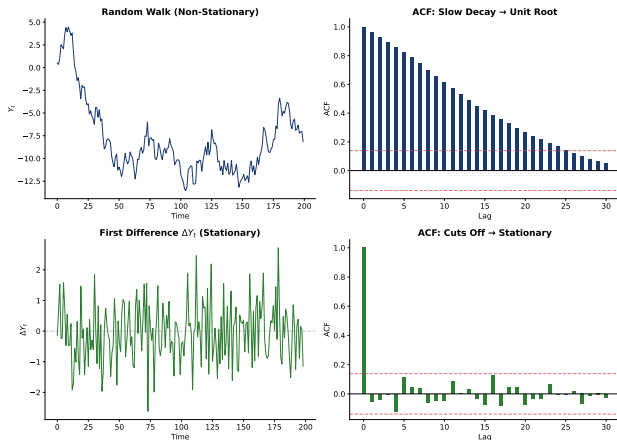 Random Walk (Non-Stationary)
5.0
2.5
0.0
−2.5
−5.0
−7.5
−10.0
−12.5
Y_t
0 25 50 75 100 125 150 175 200
Time
ACF: Slow Decay → Unit Root
1.0
0.8
0.6
0.4
0.2
0.0
ACF
0 5 10 15 20 25 30
Lag
First Difference ΔY_t (Stationary)
2
1
0
−1
−2
ΔY_t
0 25 50 75 100 125 150 175 200
Time
ACF: Cuts Off → Stationary
1.0
0.8
0.6
0.4
0.2
0.0
ACF
0 5 10 15 20 25 30
Lag